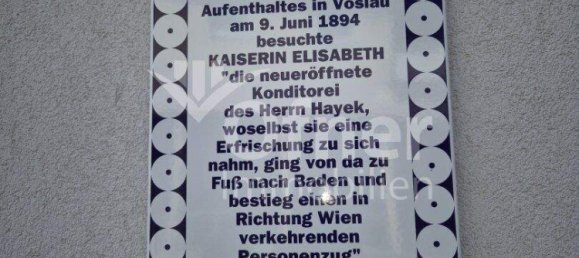 Aufenthaltes in Vöslau
am 9. Juni 1894
besuchte
KAISERIN ELISABETH
"die neueröffnete
Konditorei
des Herrn Hayek,
woselbst sie eine
Erfrischung zu sich
nahm, ging von da zu
Fuß nach Baden und
bestieg einen in
Richtung Wien
verkehrenden
Personenzug"